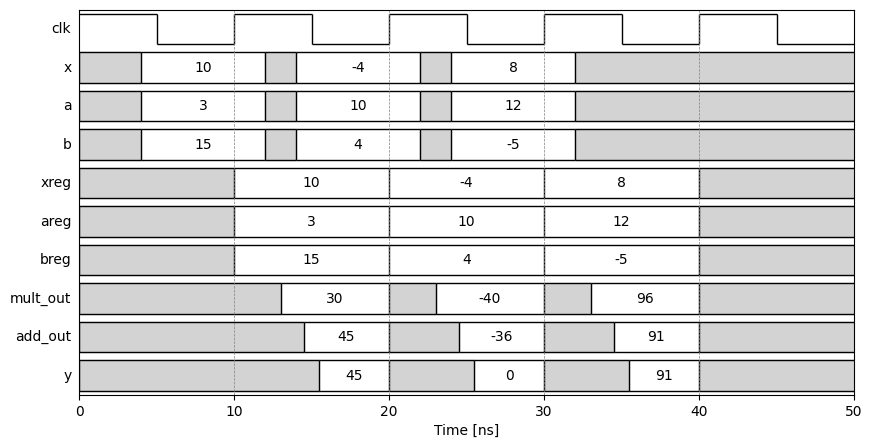 clk
x 10 -4 8
a 3 10 12
b 15 4 -5
xreg 10 -4 8
areg 3 10 12
breg 15 4 -5
mult_out 30 -40 96
add_out 45 -36 91
y 45 0 91
0 10 20 30 40 50
Time [ns]